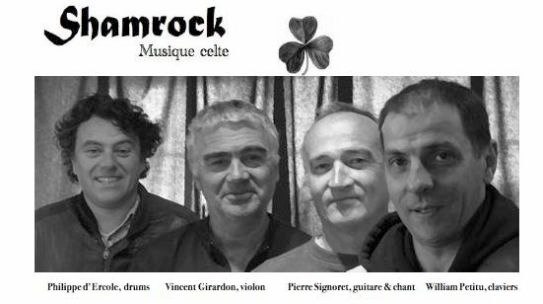 Shamrock
Musique celte
Philippe d'Ercole, drums Vincent Girardon, violon Pierre Signoret, guitare & chant William Petitu, claviers